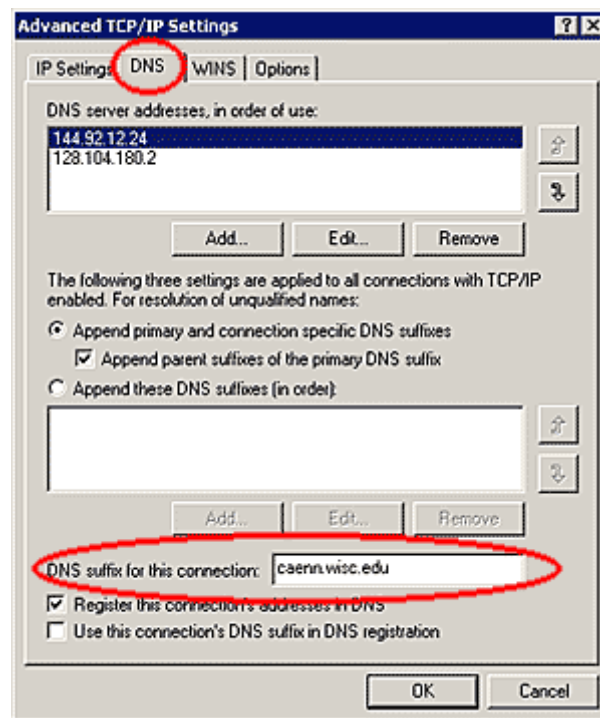 Advanced TCP/IP Settings
IP Settings DNS WINS Options
DNS server addresses, in order of use:
144.92.12.24
128.104.180.2
Add... Edit... Remove
The following three settings are applied to all connections with TCP/IP
enabled. For resolution of unqualified names:
Append primary and connection specific DNS suffixes
Append parent suffixes of the primary DNS suffix
Append these DNS suffixes (in order):
Add... Edit... Remove
DNS suffix for this connection: caenn.wisc.edu
Register this connection's addresses in DNS
Use this connection's DNS suffix in DNS registration
OK Cancel